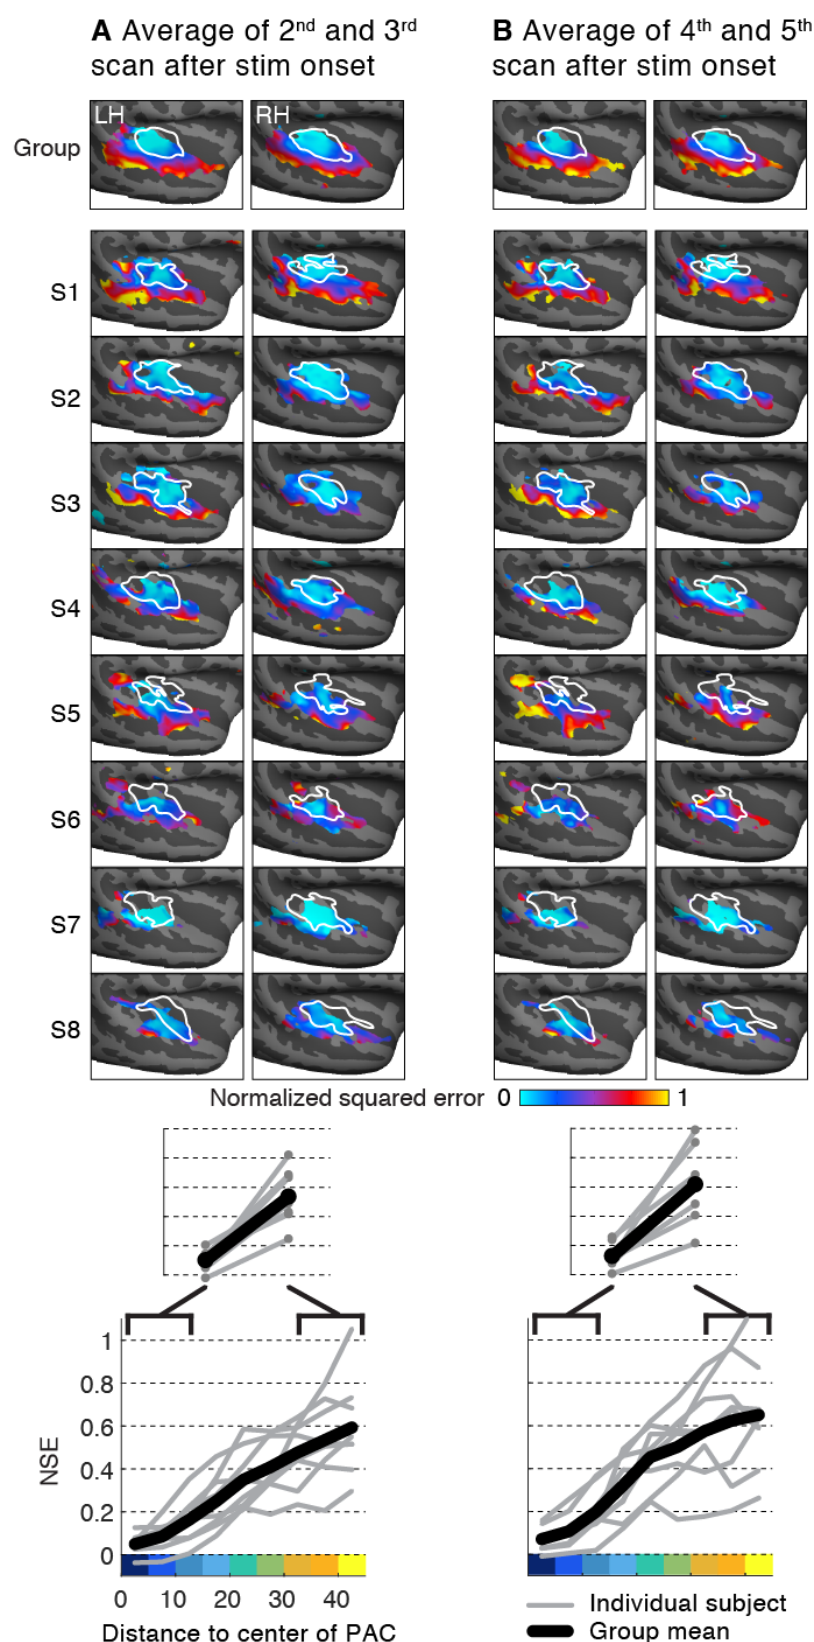 A Average of 2nd and 3rd
scan after stim onset
B Average of 4th and 5th
scan after stim onset
LH
RH
Group
S1
S2
S3
S4
S5
S6
S7
S8
Normalized squared error 0 1
1
0.8
0.6
0.4
0.2
0
NSE
0 10 20 30 40
Distance to center of PAC
Individual subject
Group mean